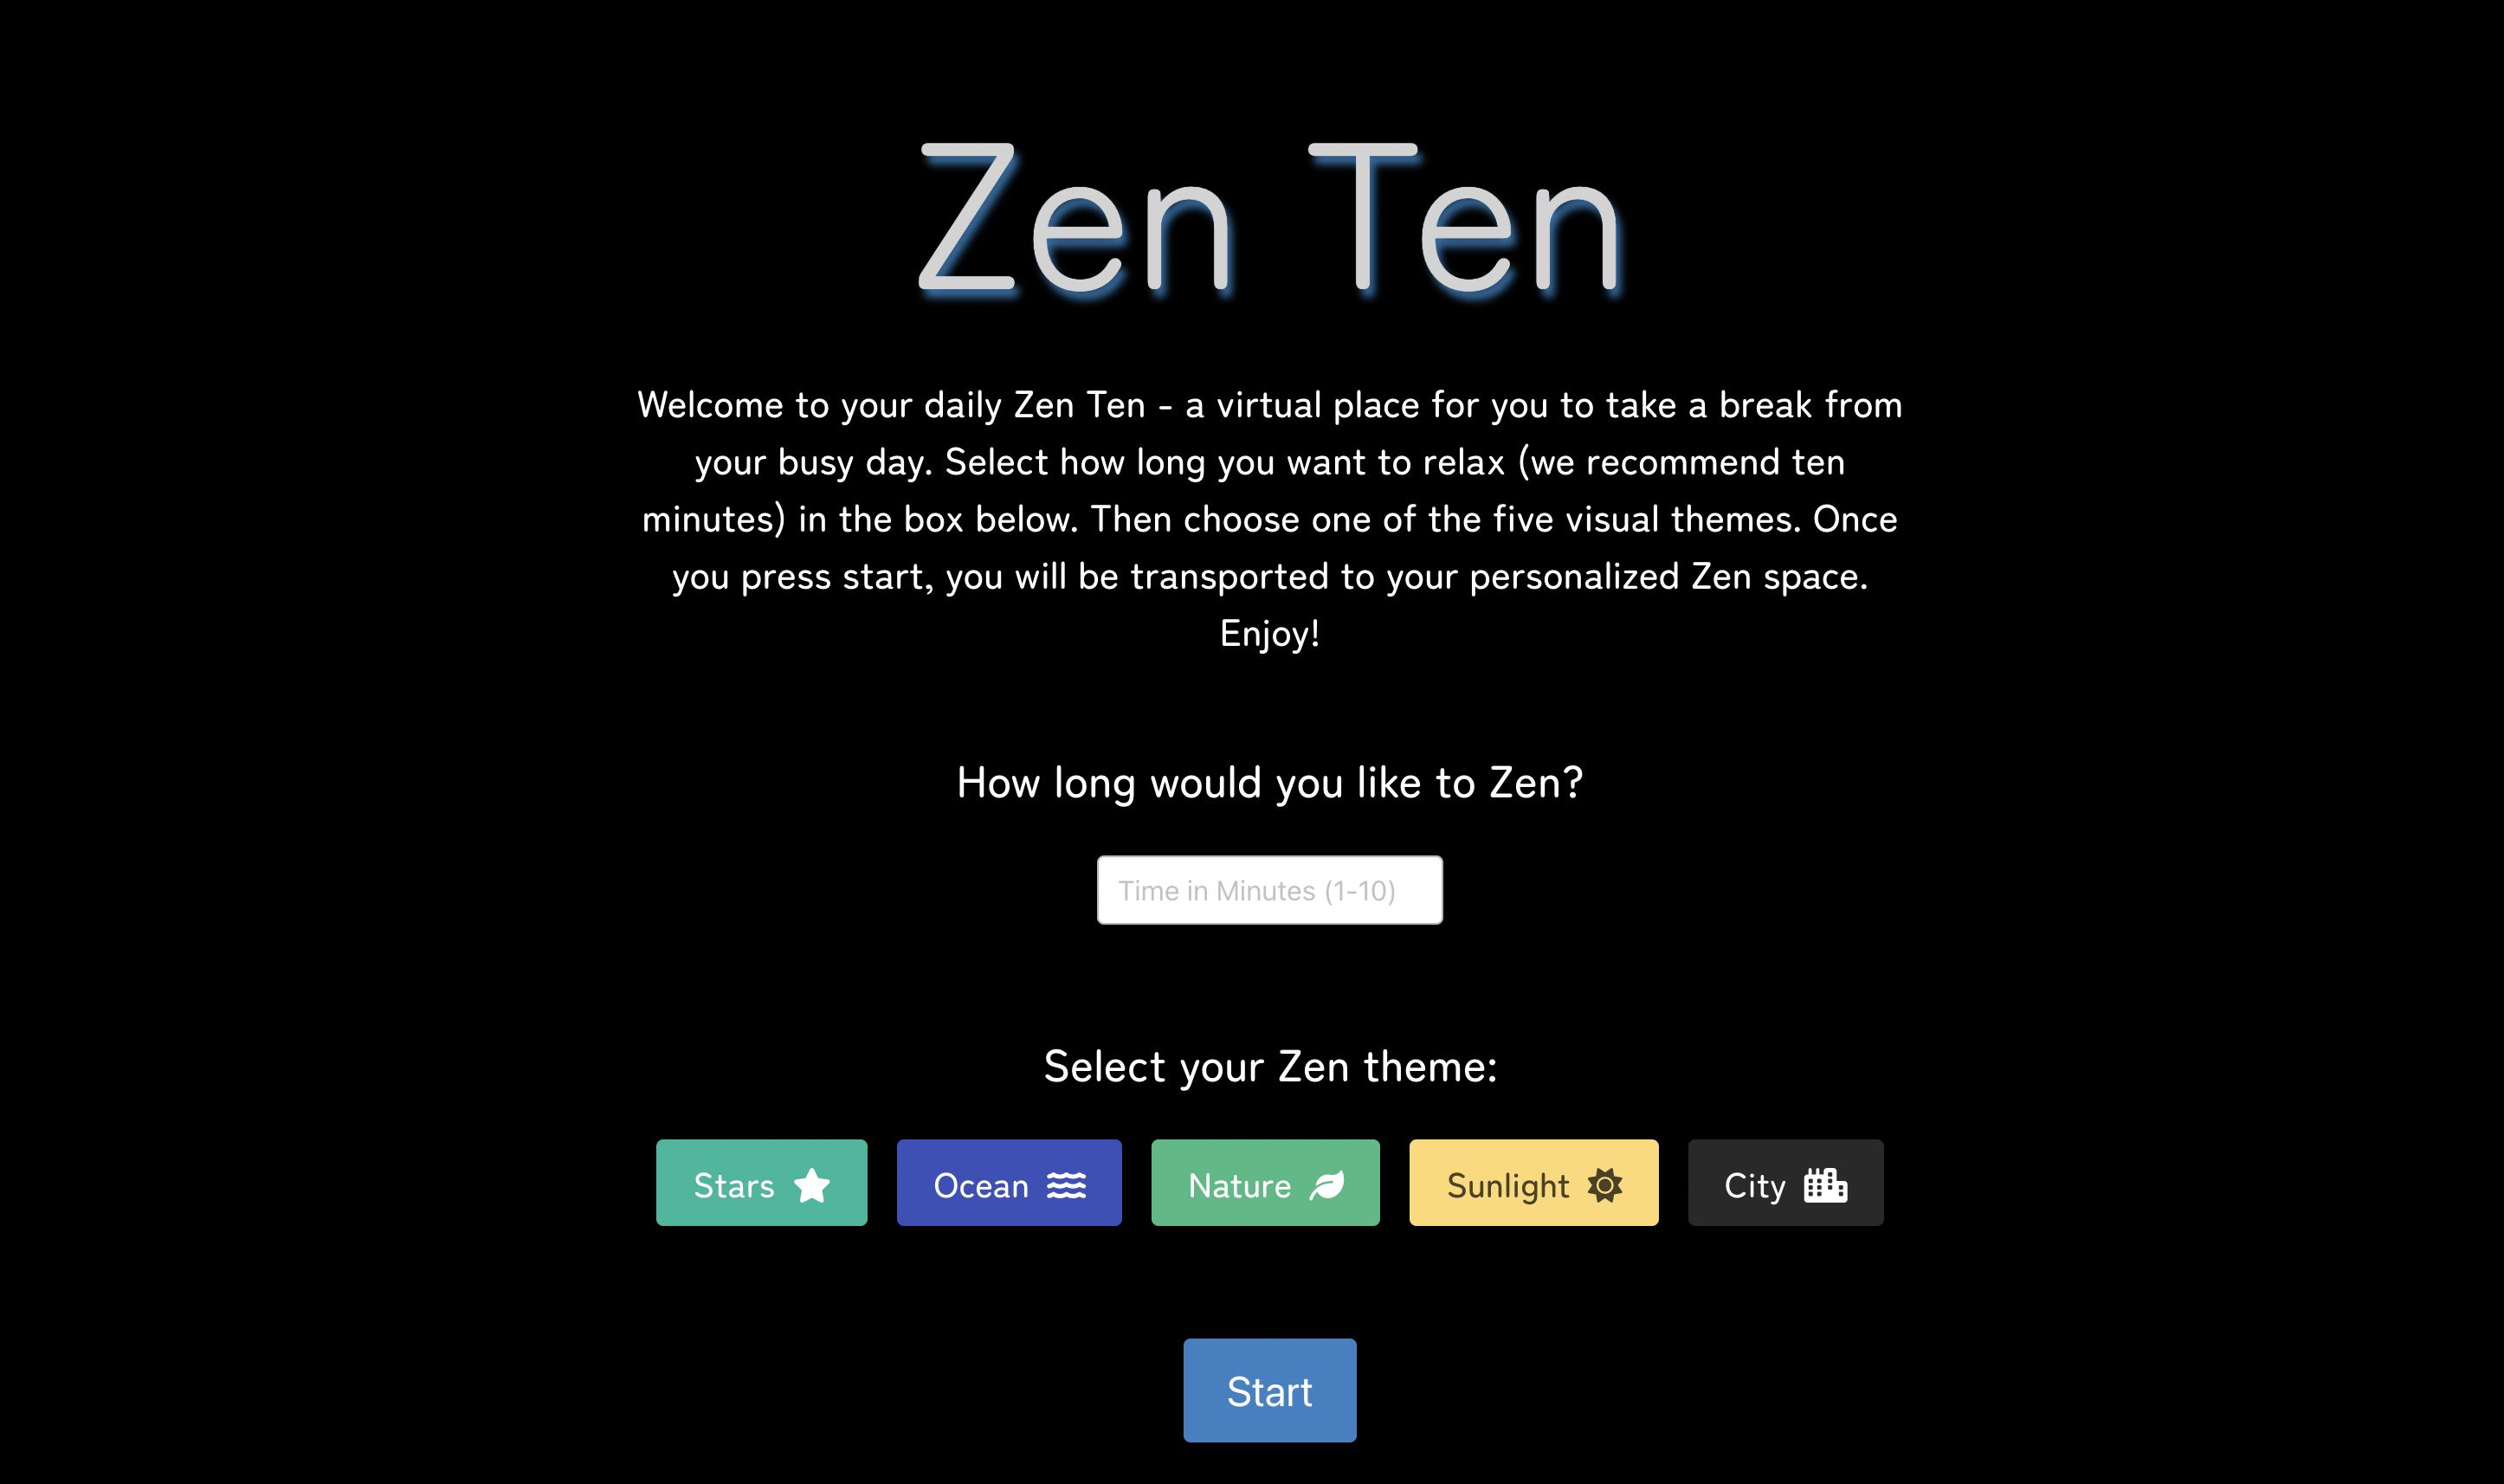 Zen Ten
Welcome to your daily Zen Ten - a virtual place for you to take a break from
your busy day. Select how long you want to relax (we recommend ten
minutes) in the box below. Then choose one of the five visual themes. Once
you press start, you will be transported to your personalized Zen space.
Enjoy!
How long would you like to Zen?
Time in Minutes (1-10)
Select your Zen theme:
Stars Ocean Nature Sunlight City
Start